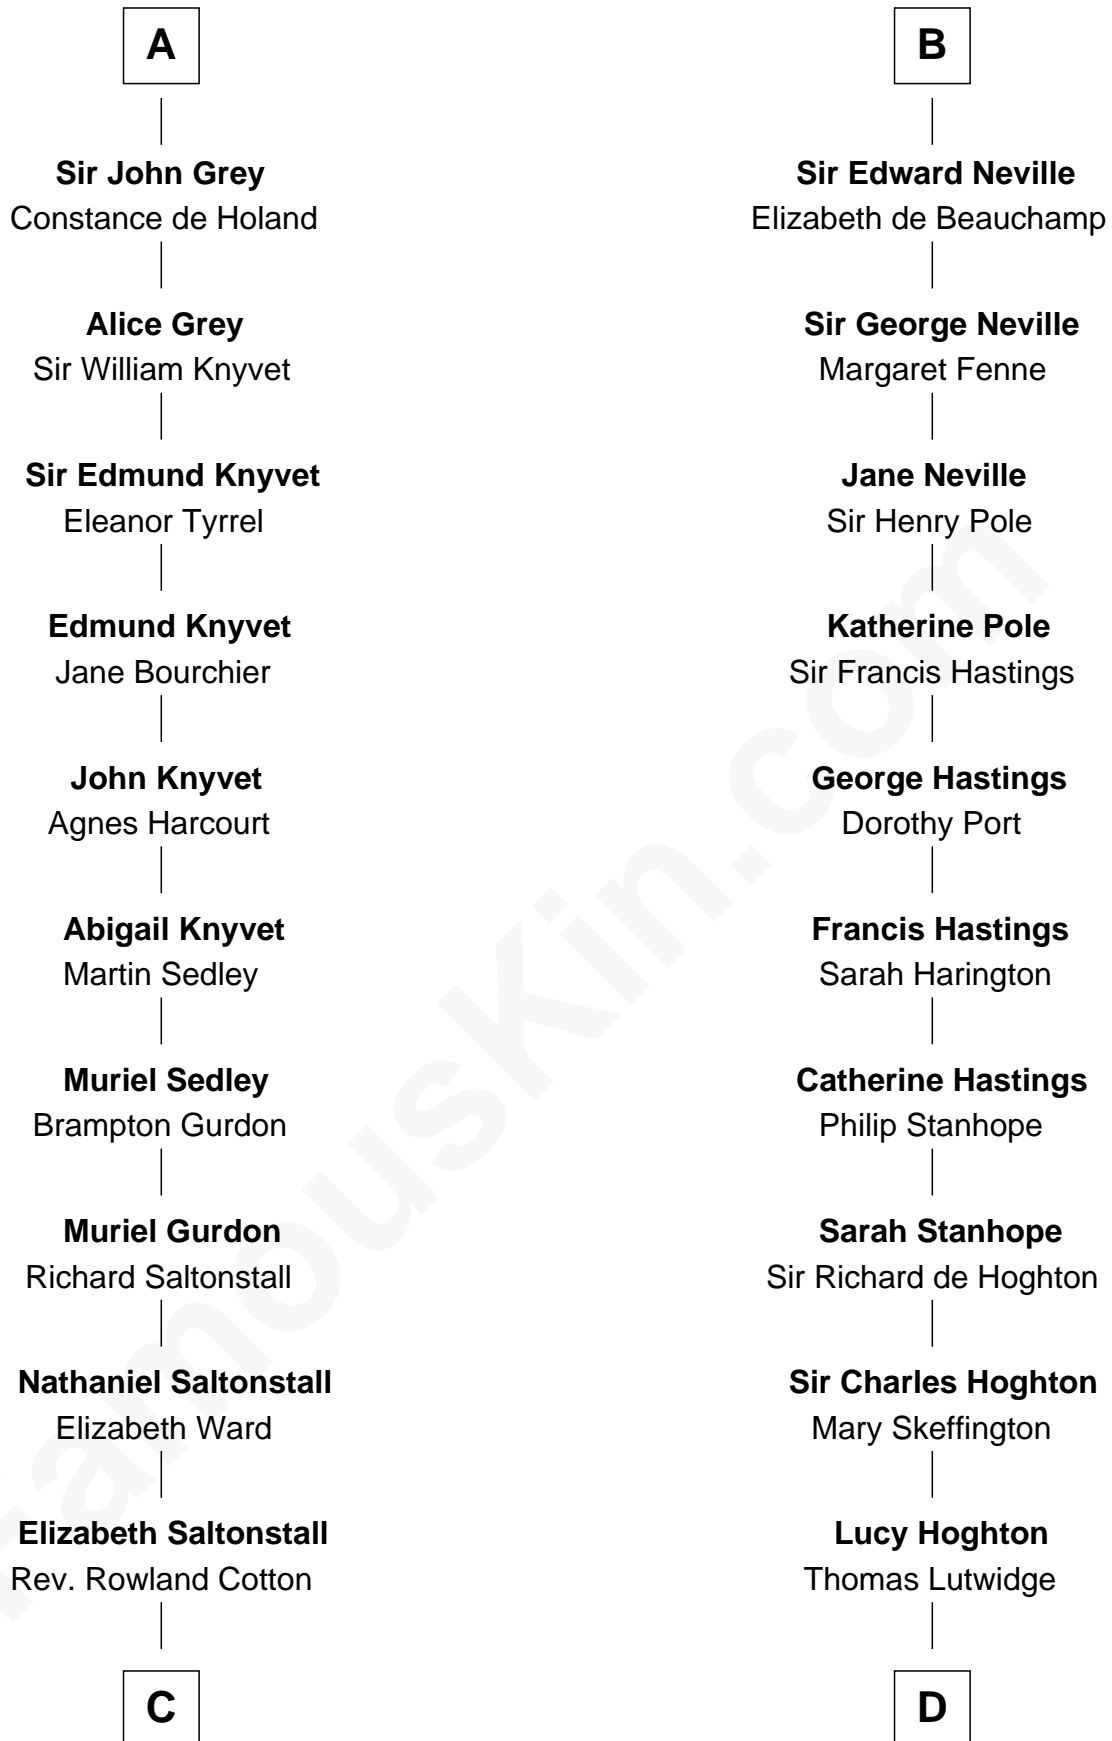 A
Sir John Grey
Constance de Holand
Alice Grey
Sir William Knyvet
Sir Edmund Knyvet
Eleanor Tyrrel
Edmund Knyvet
Jane Bourchier
John Knyvet
Agnes Harcourt
Abigail Knyvet
Martin Sedley
Muriel Sedley
Brampton Gurdon
Muriel Gurdon
Richard Saltonstall
Nathaniel Saltonstall
Elizabeth Ward
Elizabeth Saltonstall
Rev. Rowland Cotton
C
B
Sir Edward Neville
Elizabeth de Beauchamp
Sir George Neville
Margaret Fenne
Jane Neville
Sir Henry Pole
Katherine Pole
Sir Francis Hastings
George Hastings
Dorothy Port
Francis Hastings
Sarah Harington
Catherine Hastings
Philip Stanhope
Sarah Stanhope
Sir Richard de Hoghton
Sir Charles Hoghton
Mary Skeffington
Lucy Hoghton
Thomas Lutwidge
D
FamousKin.com